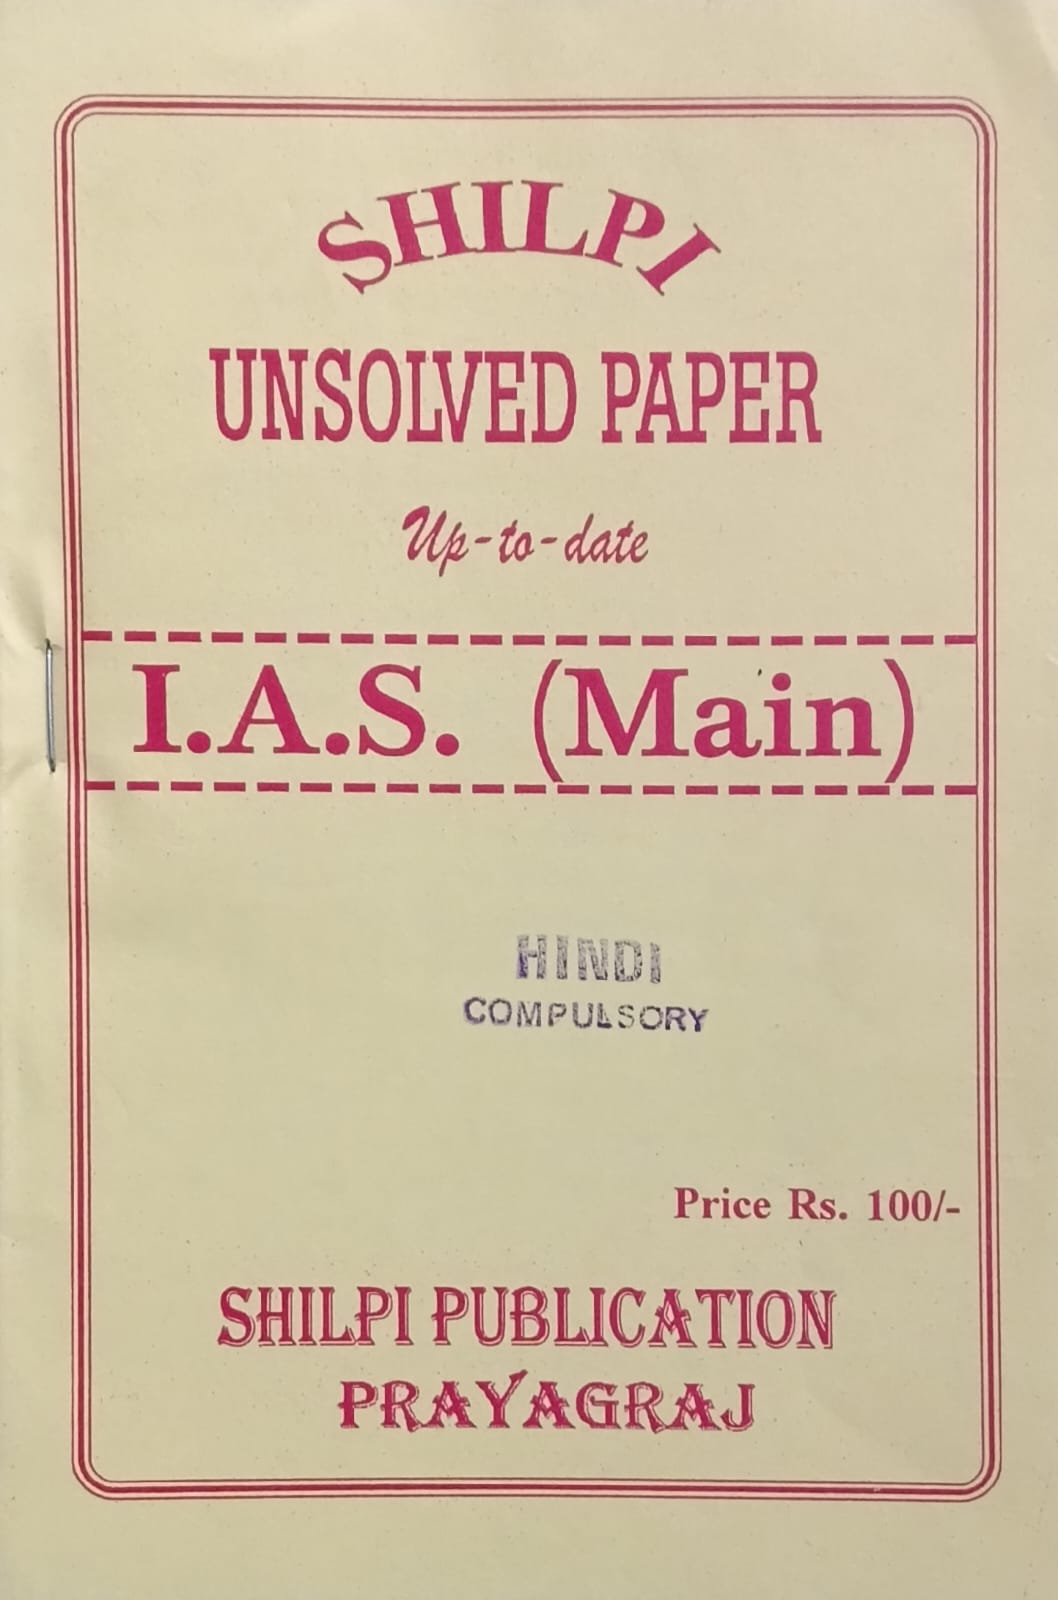 SHILPI
UNSOLVED PAPER
Up-to-date
I.A.S. (Main)
HINDI
COMPULSORY
Price Rs. 100/-
SHILPI PUBLICATION
PRAYAGRAJ